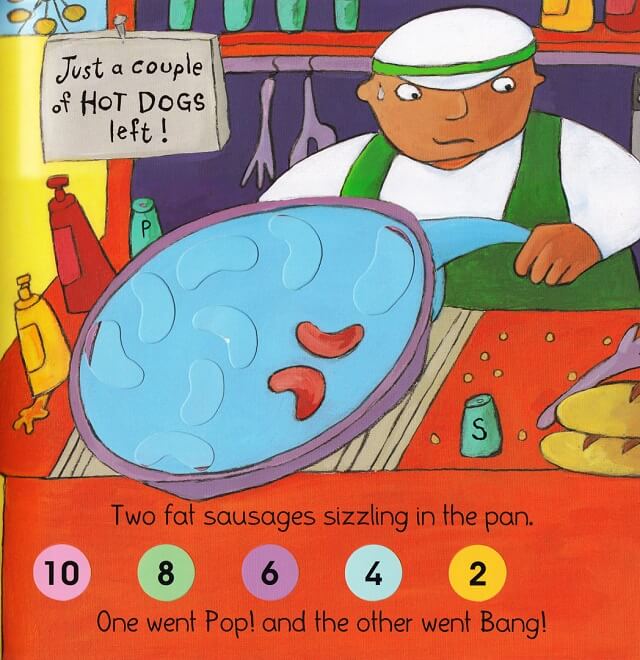 Just a couple
of HOT DOGS
left!
P
S
Two fat sausages sizzling in the pan.
10 8 6 4 2
One went Pop! and the other went Bang!